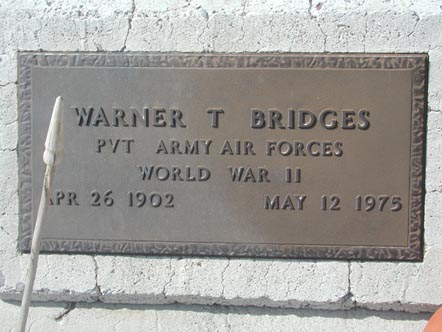 WARNER T BRIDGES
PVT ARMY AIR FORCES
WORLD WAR II
APR 26 1902 MAY 12 1975